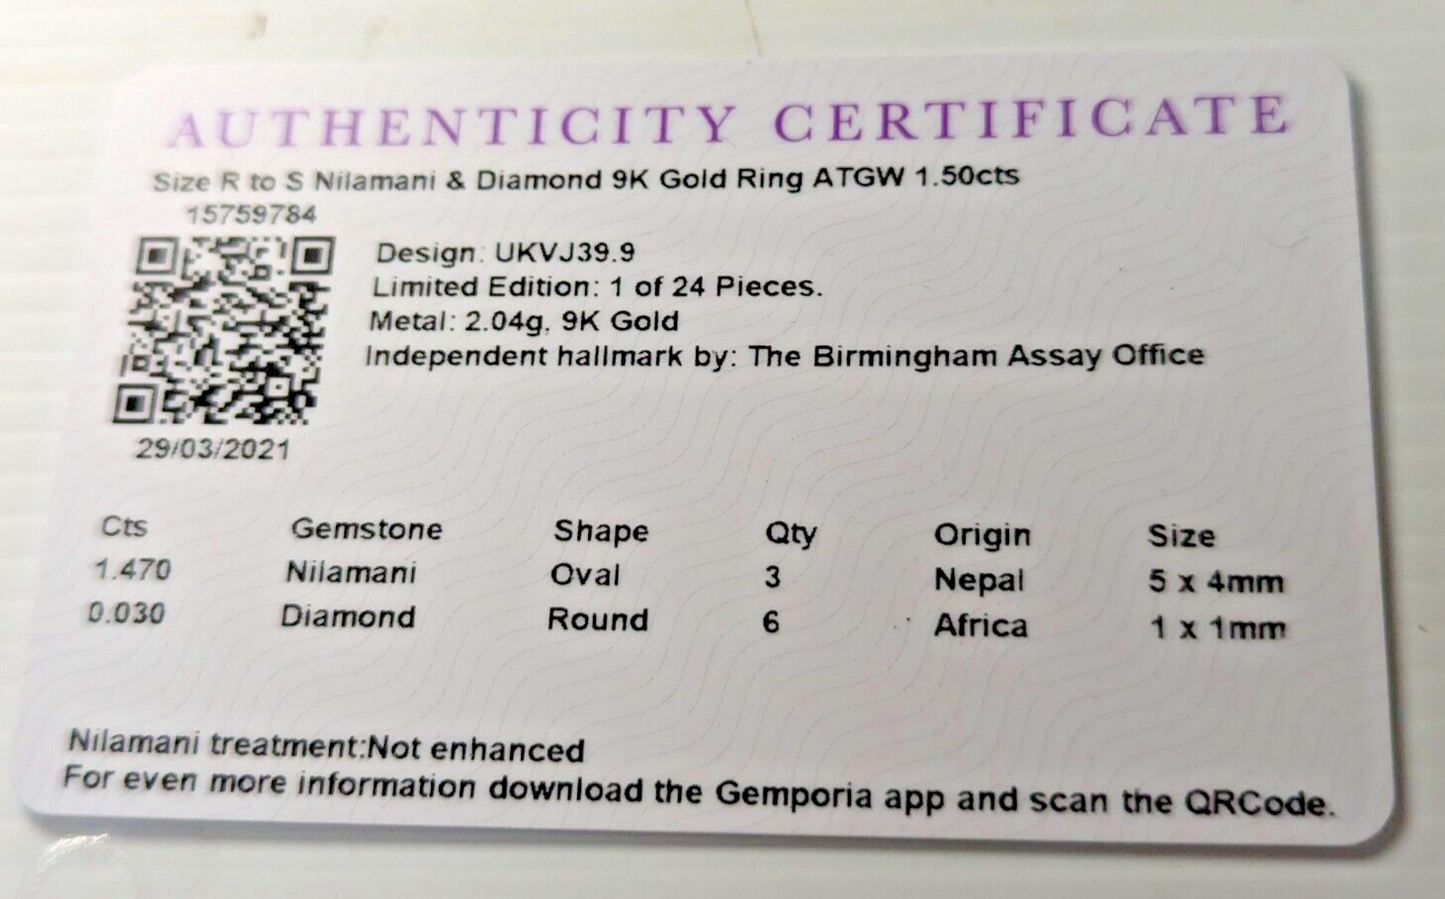 AUTHENTICITY CERTIFICATE
Size R to S Nilamani & Diamond 9K Gold Ring ATGW 1.50cts
15759784
Design: UKVJ39.9
Limited Edition: 1 of 24 Pieces.
Metal: 2.04g, 9K Gold
Independent hallmark by: The Birmingham Assay Office
29/03/2021
Cts Gemstone Shape Qty Origin Size
1.470 Nilamani Oval 3 Nepal 5 x 4mm
0.030 Diamond Round 6 Africa 1 x 1mm
Nilamani treatment:Not enhanced
For even more information download the Gemporia app and scan the QRCode.